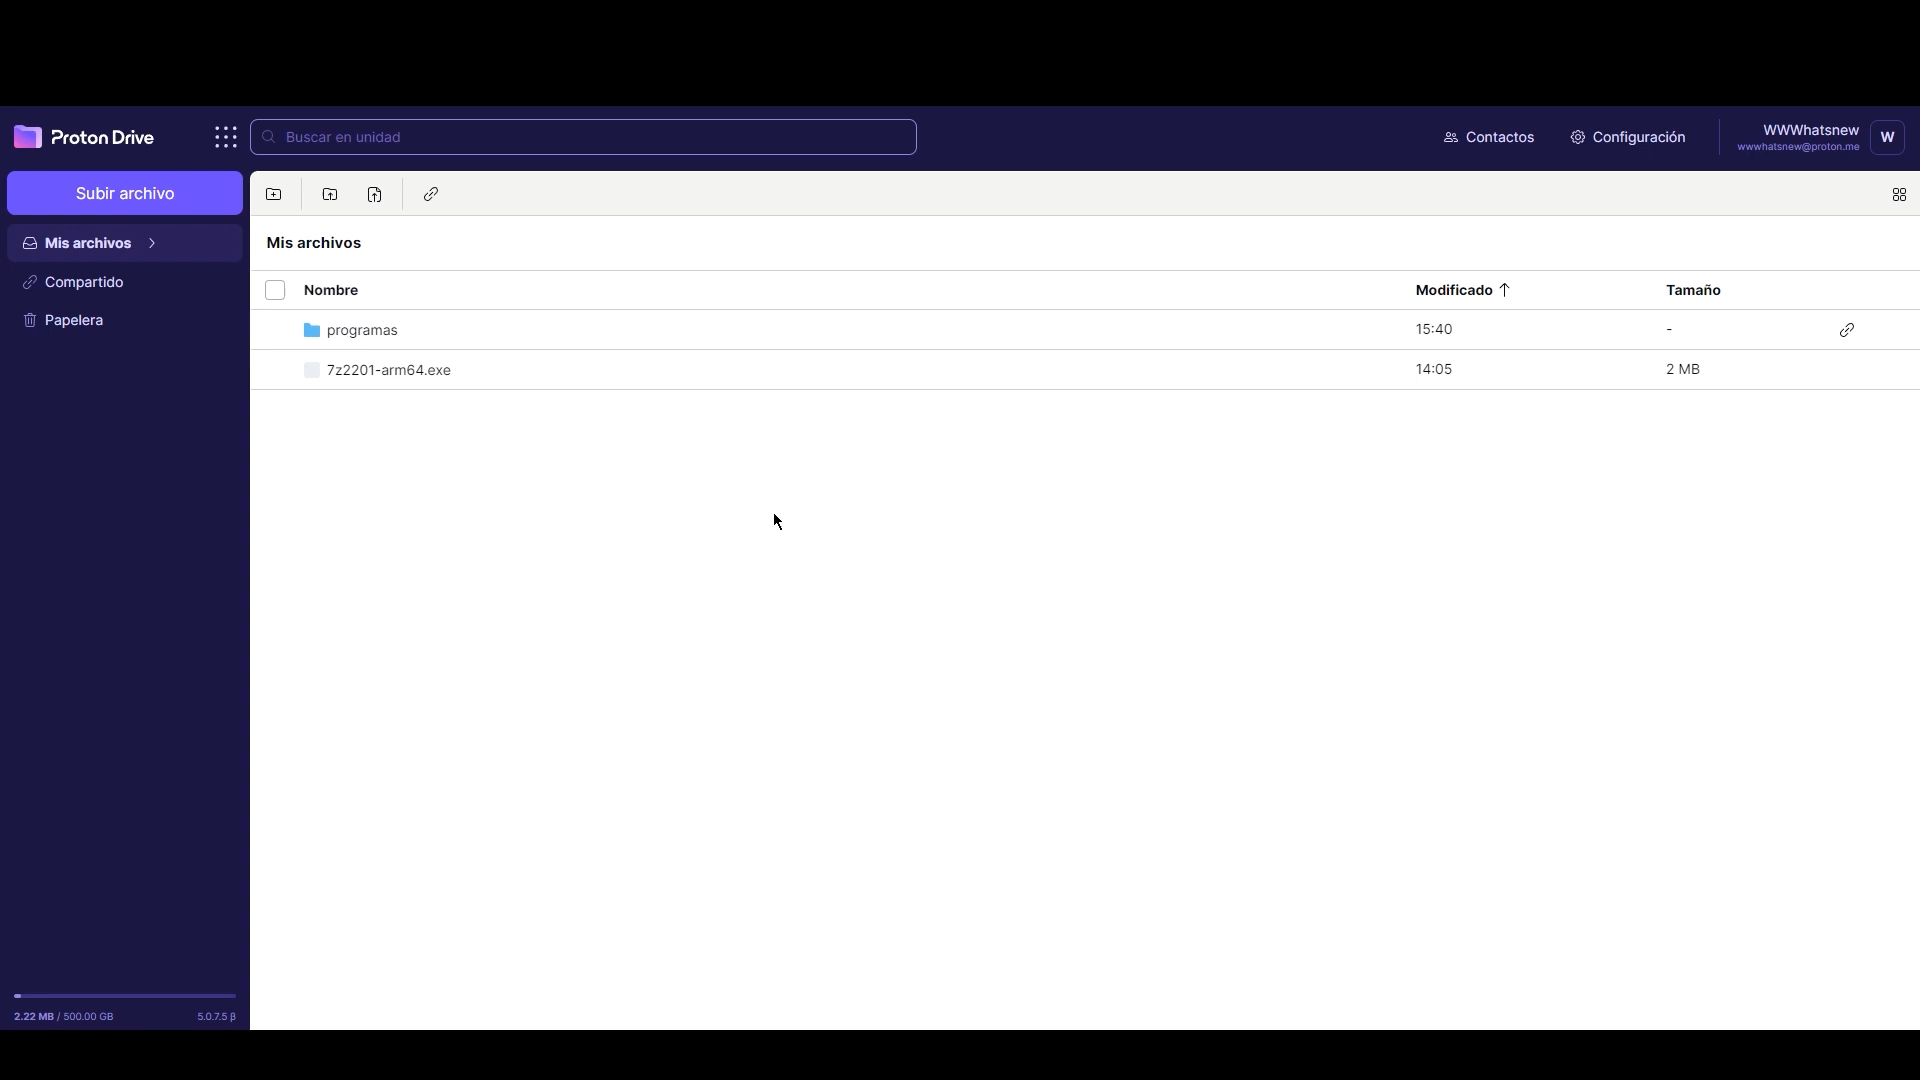 Proton Drive
Buscar en unidad
Contactos
Configuración
WWWhatsnew
wwwhatsnew@proton.me
W
Subir archivo
Mis archivos
Compartido
Papelera
Mis archivos
Nombre Modificado Tamaño
programas 15:40 -
7z2201-arm64.exe 14:05 2 MB
2.22 MB / 500.00 GB 5.0.7.5 β